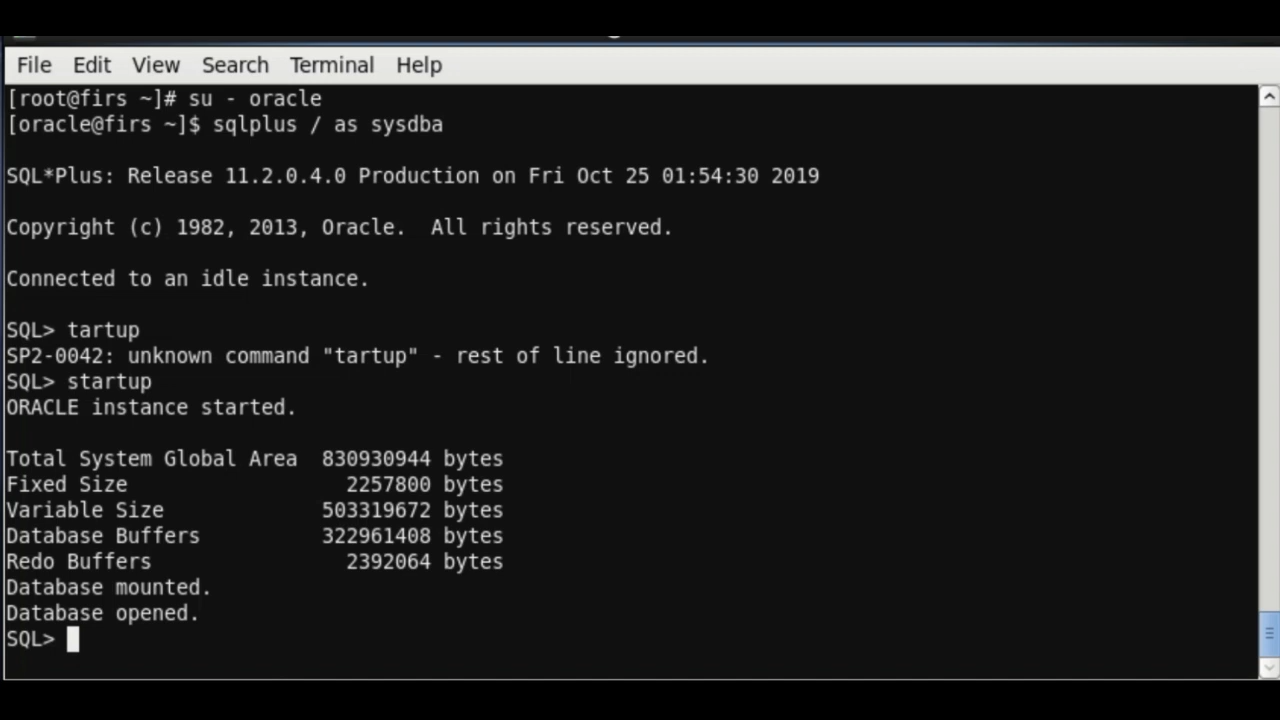 File Edit View Search Terminal Help
[root@firs ~]# su - oracle
[oracle@firs ~]$ sqlplus / as sysdba
SQL*Plus: Release 11.2.0.4.0 Production on Fri Oct 25 01:54:30 2019
Copyright (c) 1982, 2013, Oracle.  All rights reserved.
Connected to an idle instance.
SQL> tartup
SP2-0042: unknown command "tartup" - rest of line ignored.
SQL> startup
ORACLE instance started.
Total System Global Area  830930944 bytes
Fixed Size                  2257800 bytes
Variable Size             503319672 bytes
Database Buffers          322961408 bytes
Redo Buffers                2392064 bytes
Database mounted.
Database opened.
SQL>